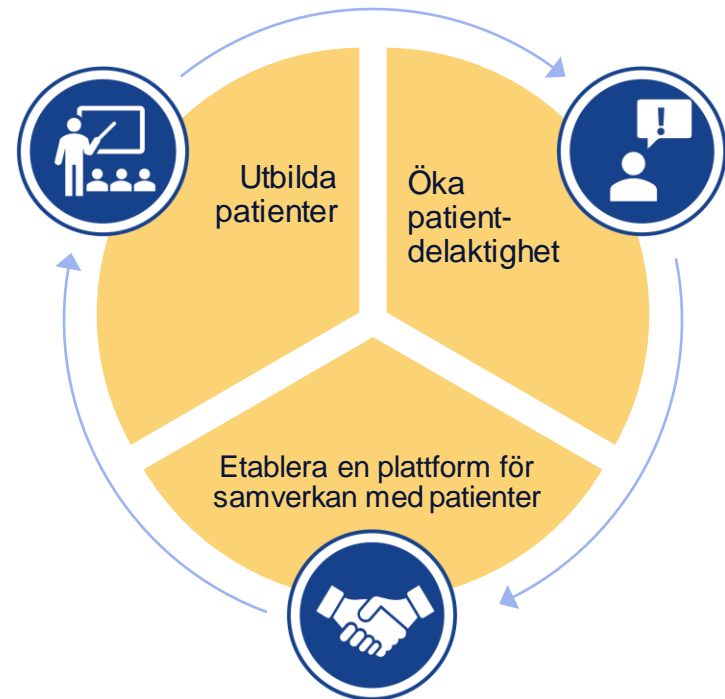 Utbilda
patienter
Öka
patient-
delaktighet
Etablera en plattform för
samverkan med patienter
!